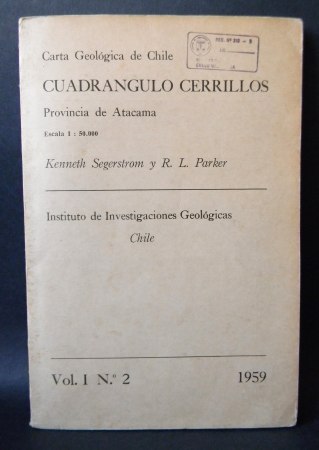 Carta Geológica de Chile
CUADRANGULO CERRILLOS
Provincia de Atacama
Escala 1 : 50.000
Kenneth Segerstrom y R. L. Parker
Instituto de Investigaciones Geológicas
Chile
Vol. I N.º 2
1959